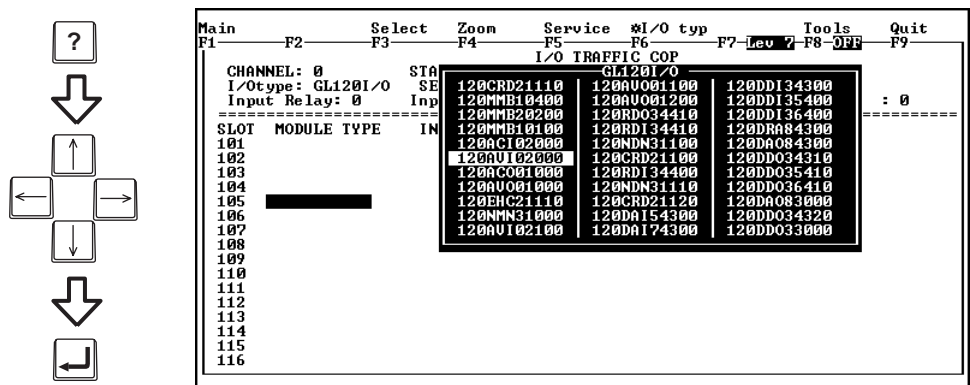 ?
Main Select Zoom Service *I/O typ Tools Quit
F1 F2 F3 F4 F5 F6 F7-Lev 7-F8-OFF F9
I/O TRAFFIC COP
CHANNEL: 0 STA GL120I/O
I/Otype: GL120I/O SE 120CRD21110 120AVO01100 120DDI34300
Input Relay: 0 Inp 120MMB10400 120AVO01200 120DDI35400 : 0
120MMB20200 120RDO34410 120DDI36400
SLOT MODULE TYPE IN 120MMB10100 120RDI34410 120DRA84300
101 120ACI02000 120NDN31100 120DAO84300
102 120AVI02000 120CRD21100 120DDO34310
103 120ACO01000 120RDI34400 120DDO35410
104 120AVO01000 120NDN31110 120DDO36410
105 120EHC21110 120CRD21120 120DAO83000
106 120NMN31000 120DAI54300 120DDO34320
107 120AVI02100 120DAI74300 120DDO33000
108
109
110
111
112
113
114
115
116